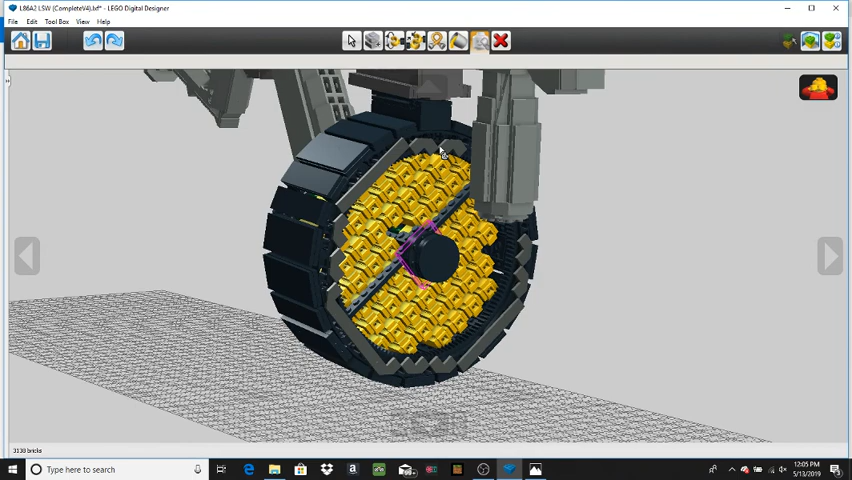 L86A2 LSW (CompleteV4).lxf* - LEGO Digital Designer
File Edit Tool Box View Help
3138 bricks
Type here to search
12:05 PM
5/13/2019